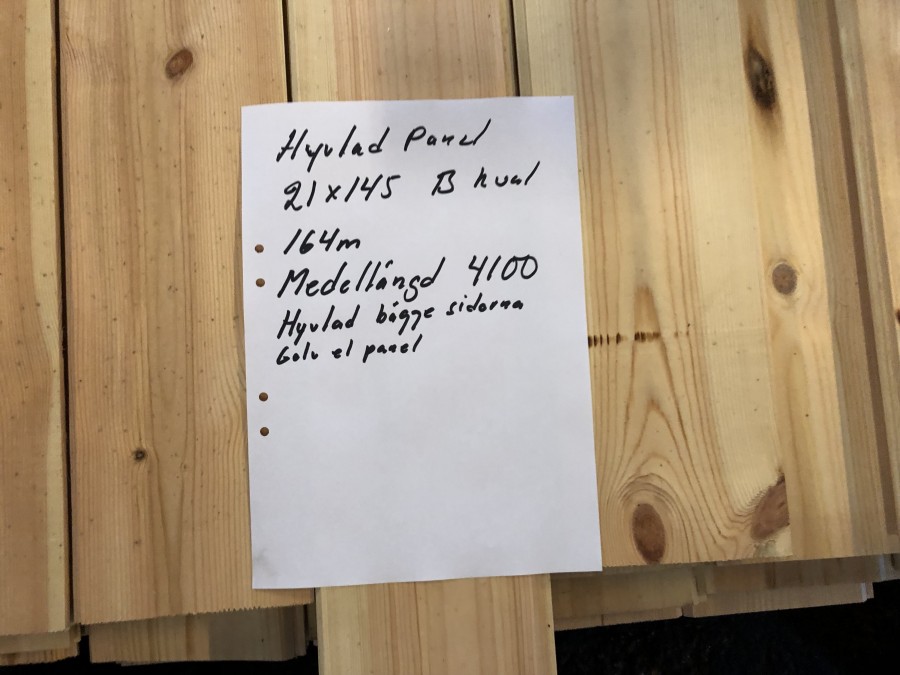 Hyvlad Panel
21x145 B kval
164m
Medellängd 4100
Hyvlad bägge sidorna
Golv el panel